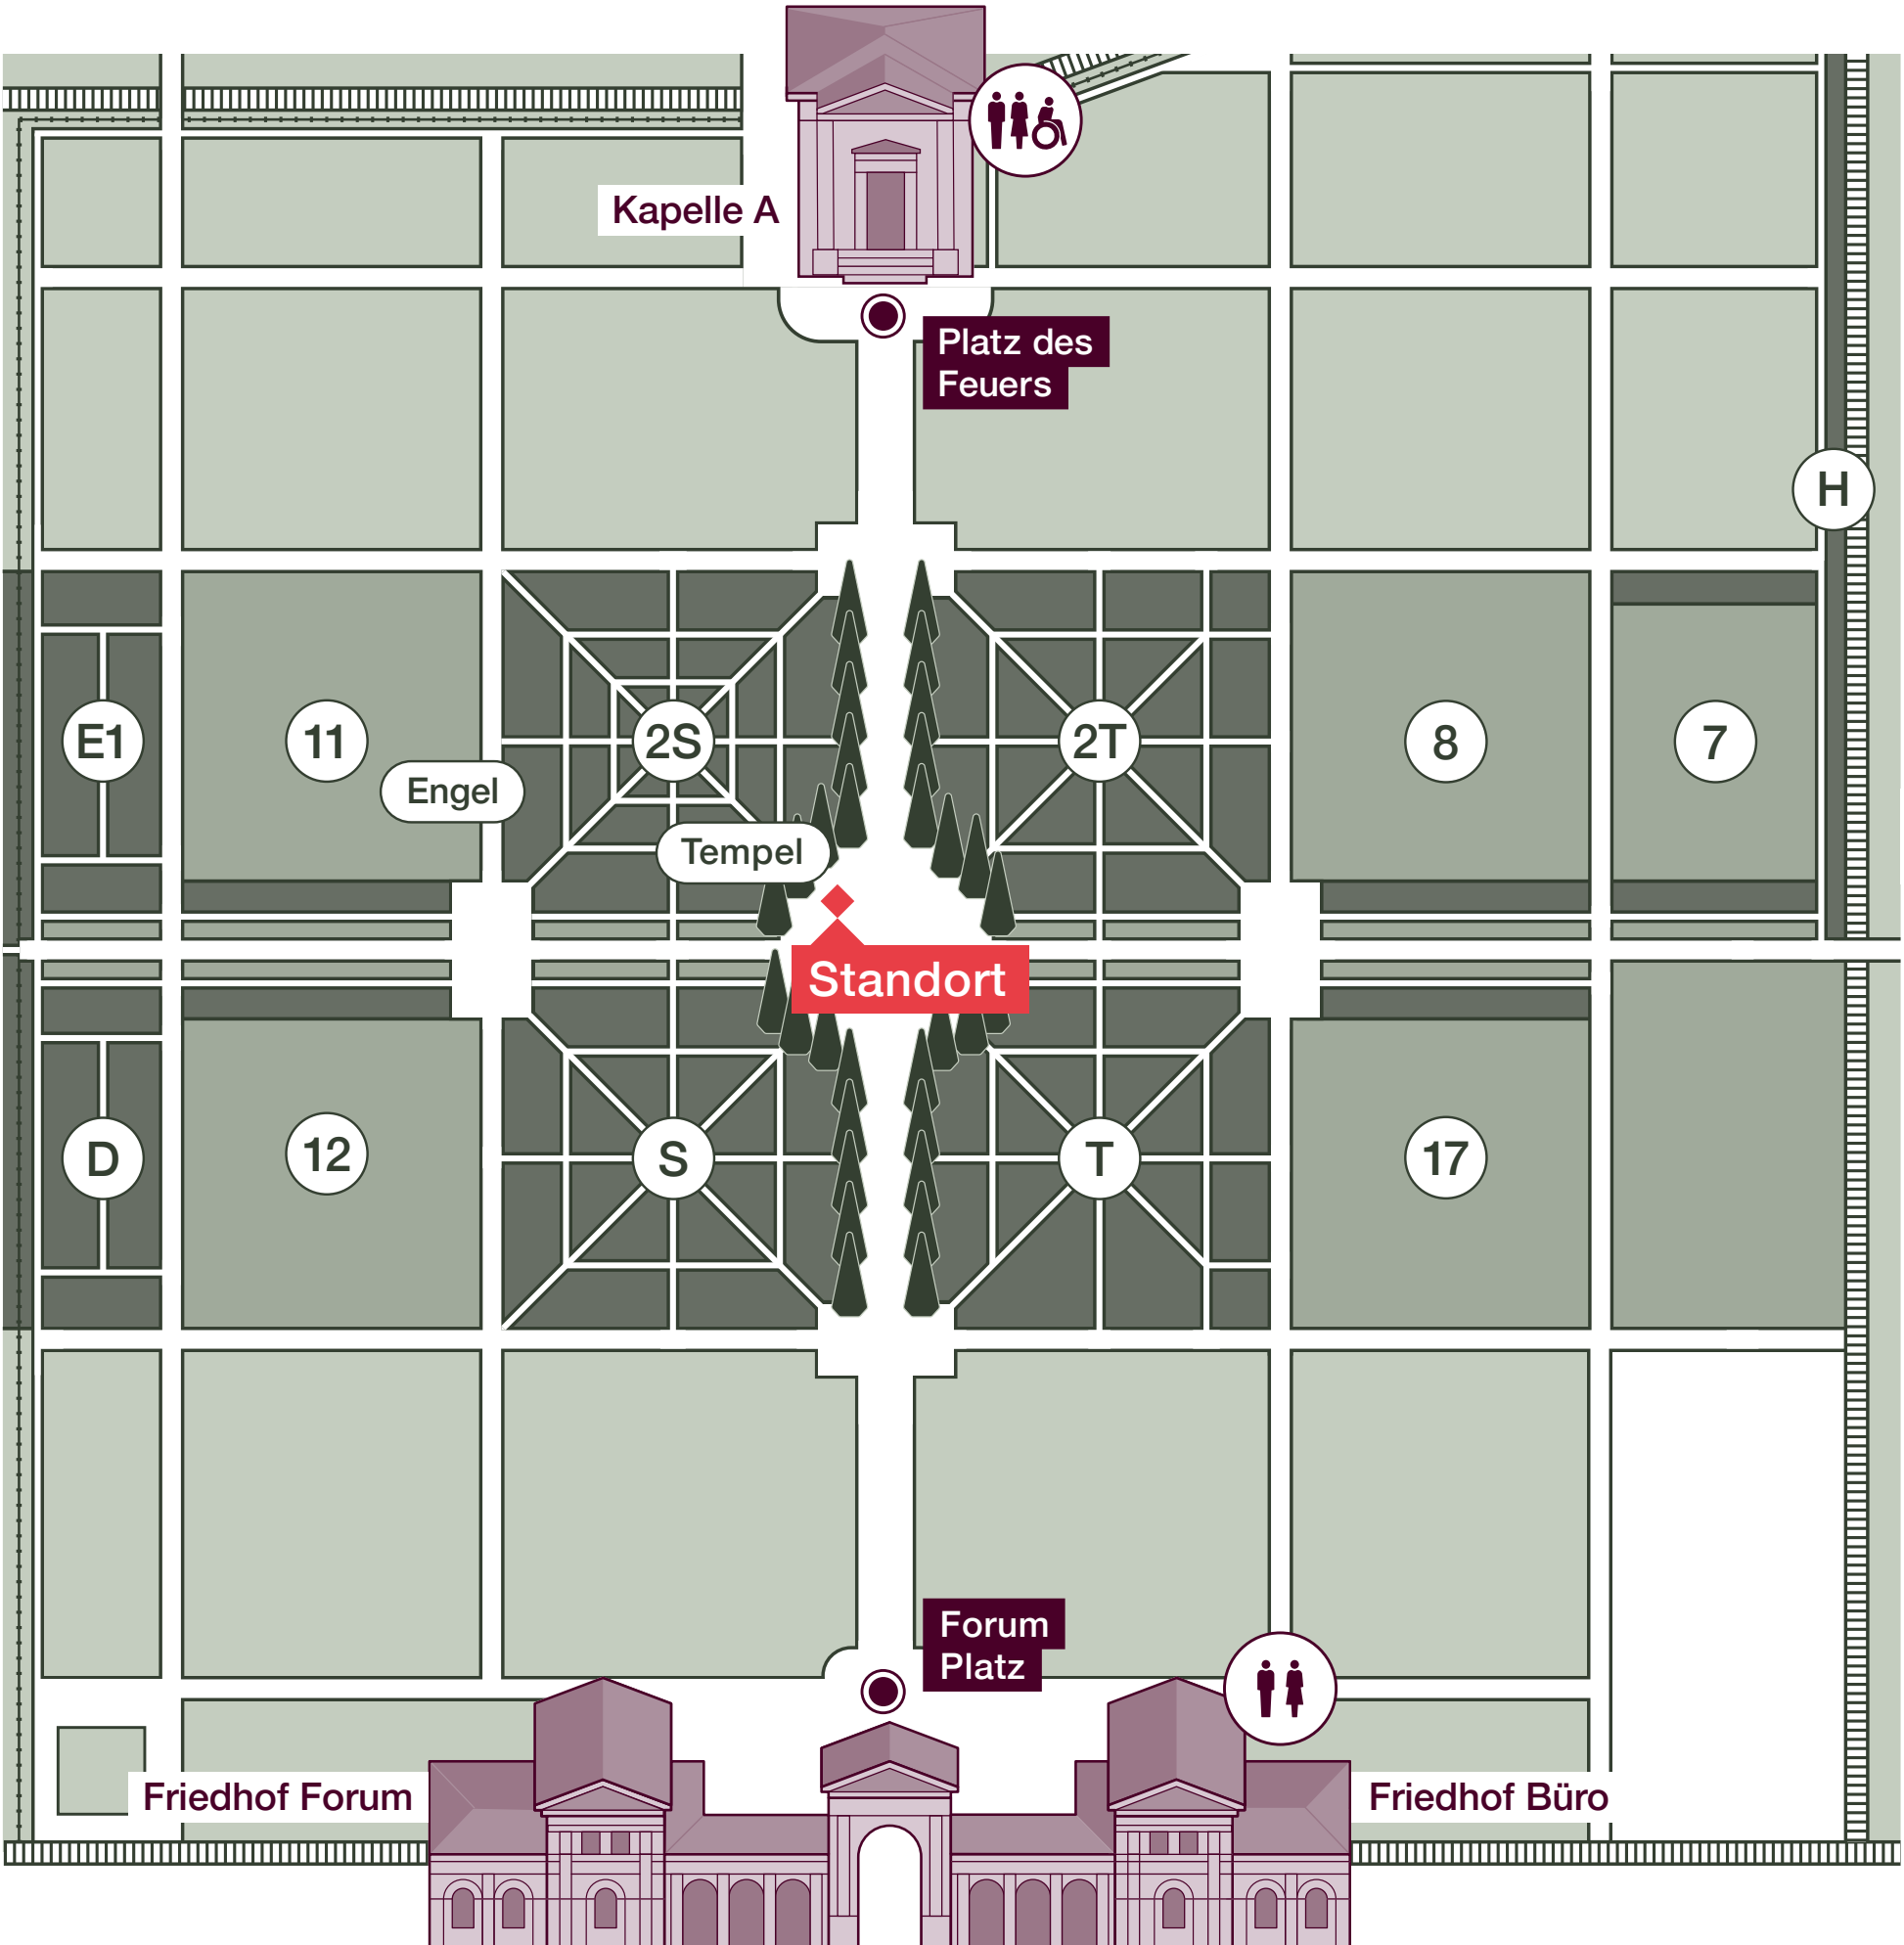 Kapelle A
Platz des
Feuers
H
E1
11
2S
2T
8
7
Engel
Tempel
Standort
D
12
S
T
17
Forum
Platz
Friedhof Forum
Friedhof Büro